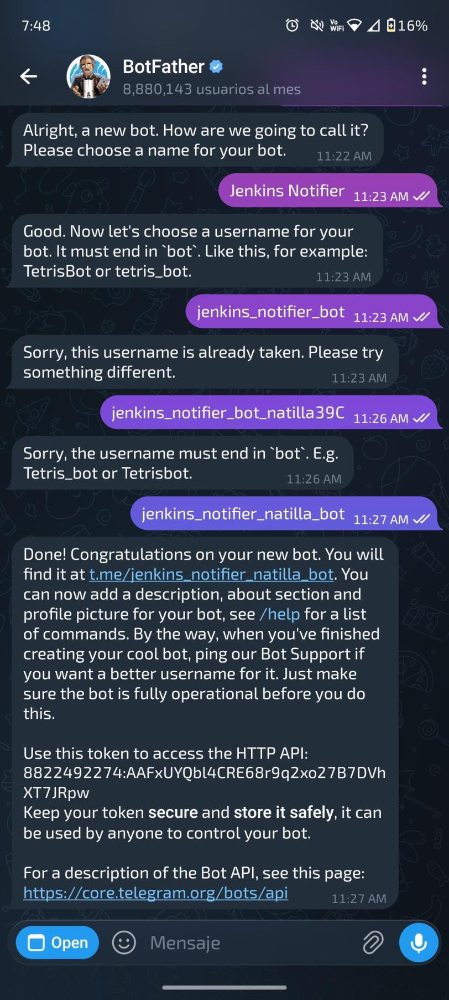 7:48
Vo
WiFi
16%
BotFather
8,880,143 usuarios al mes
Alright, a new bot. How are we going to call it?
Please choose a name for your bot.
11:22 AM
Jenkins Notifier
11:23 AM
Good. Now let's choose a username for your
bot. It must end in `bot`. Like this, for example:
TetrisBot or tetris_bot.
11:23 AM
jenkins_notifier_bot
11:23 AM
Sorry, this username is already taken. Please try
something different.
11:23 AM
jenkins_notifier_bot_natilla39C
11:26 AM
Sorry, the username must end in `bot`. E.g.
Tetris_bot or Tetrisbot.
11:26 AM
jenkins_notifier_natilla_bot
11:27 AM
Done! Congratulations on your new bot. You will
find it at t.me/jenkins_notifier_natilla_bot. You
can now add a description, about section and
profile picture for your bot, see /help for a list
of commands. By the way, when you've finished
creating your cool bot, ping our Bot Support if
you want a better username for it. Just make
sure the bot is fully operational before you do
this.
Use this token to access the HTTP API:
8822492274:AAFxUYQbl4CRE68r9q2xo27B7DVh
XT7JRpw
Keep your token secure and store it safely, it can
be used by anyone to control your bot.
For a description of the Bot API, see this page:
https://core.telegram.org/bots/api
11:27 AM
Open
Mensaje